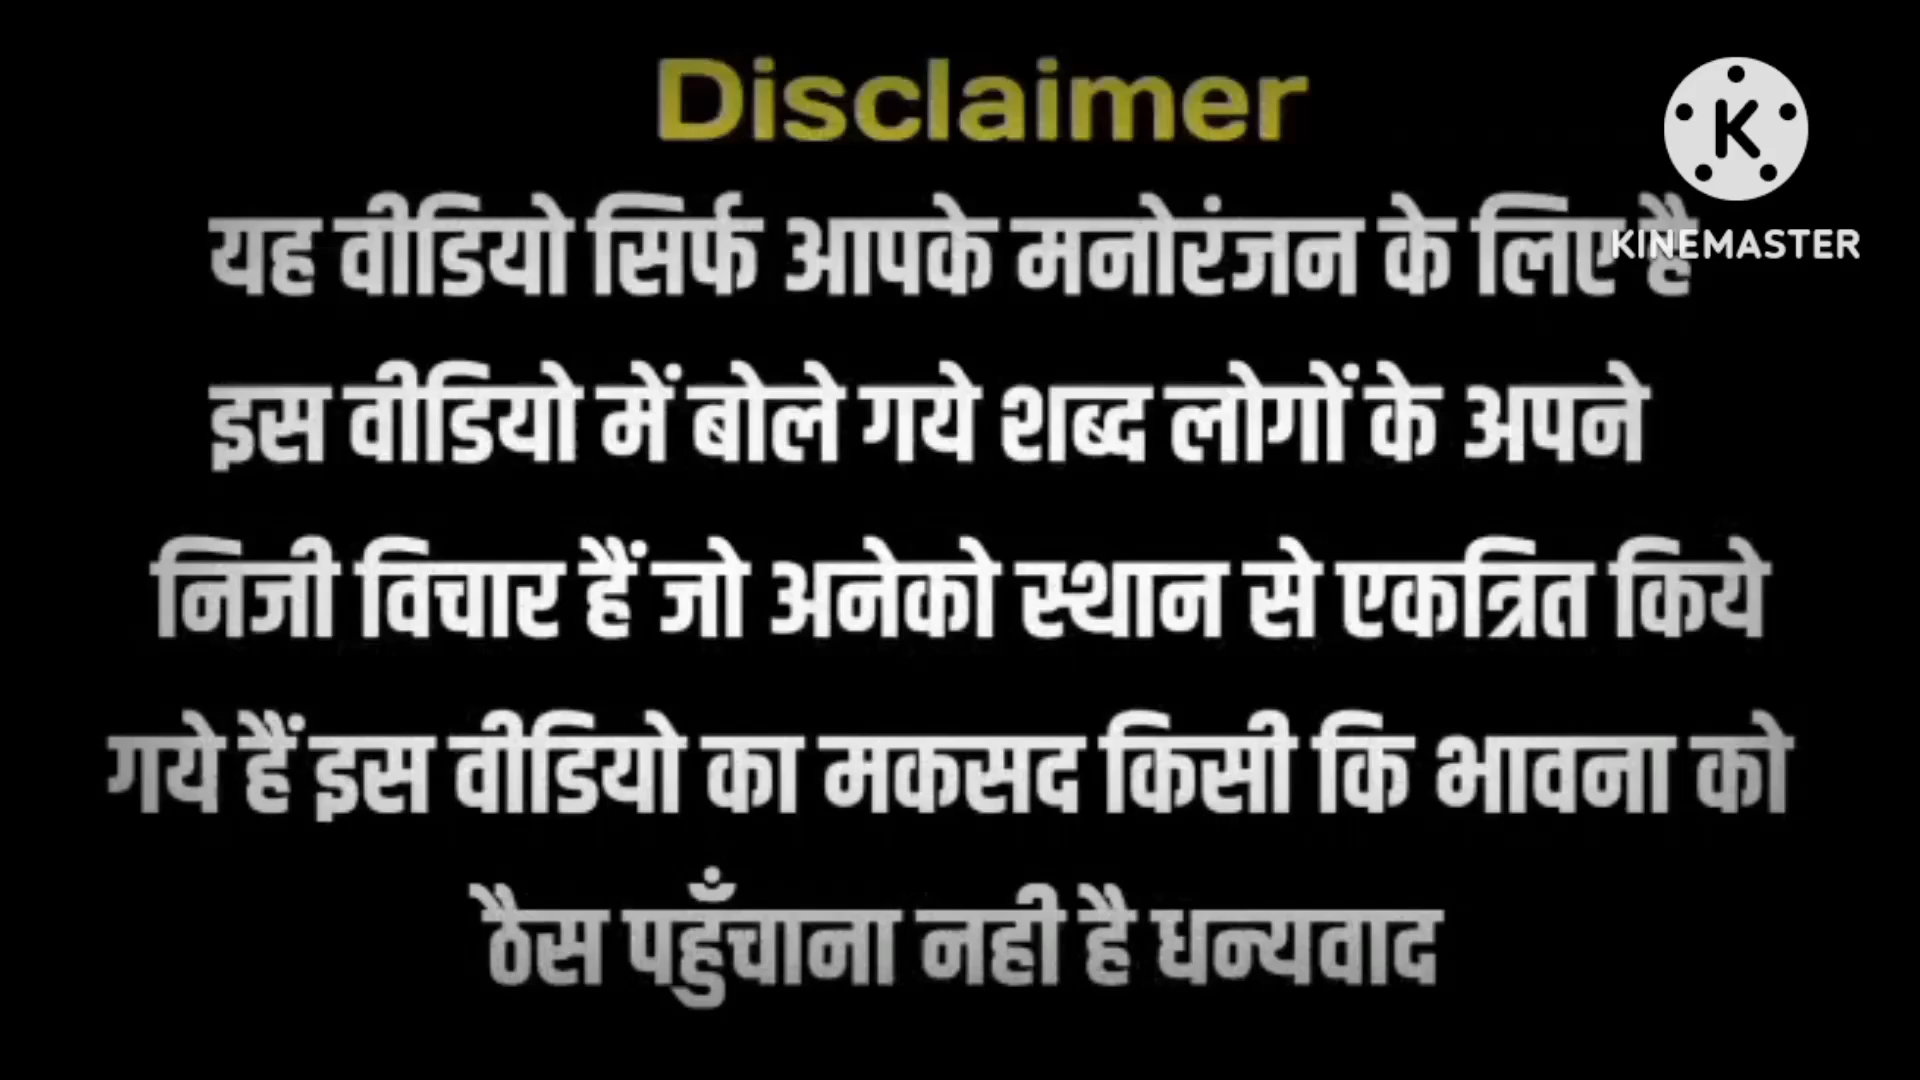 Disclaimer
यह वीडियो सिर्फ आपके मनोरंजन के लिए है
KINEMASTER
इस वीडियो में बोले गये शब्द लोगों के अपने
निजी विचार हैं जो अनेको स्थान से एकत्रित किये
गये हैं इस वीडियो का मकसद किसी कि भावना को
ठैस पहुँचाना नही है धन्यवाद